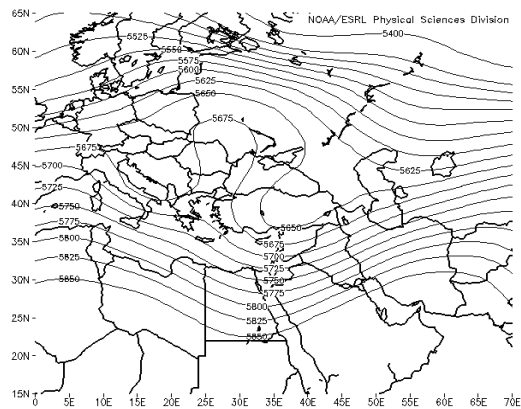 65N
NOAA/ESRL Physical Sciences Division
5525
5400
60N
5550
5575
5600
55N
5625
5650
50N
5675
5675
45N
5700
5625
5725
40N
5750
5775
5650
35N
5800
5675
5825
5700
5725
30N
5850
5750
5775
25N
5800
5825
5850
20N
15N
0
5E
10E
15E
20E
25E
30E
35E
40E
45E
50E
55E
60E
65E
70E